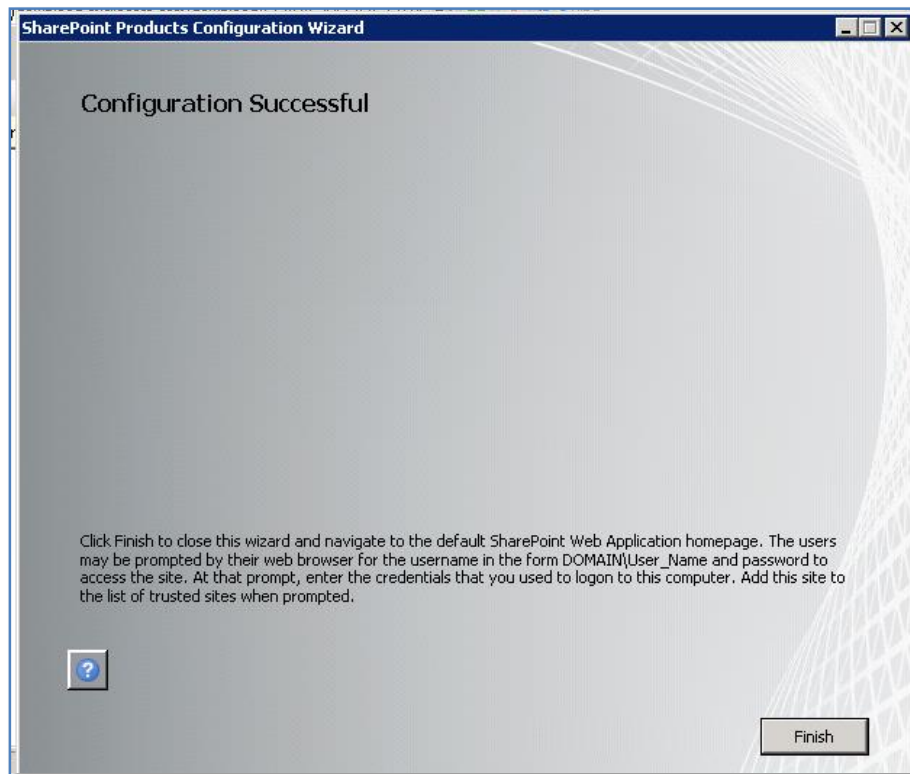 SharePoint Products Configuration Wizard
Configuration Successful
Click Finish to close this wizard and navigate to the default SharePoint Web Application homepage. The users
may be prompted by their web browser for the username in the form DOMAIN\User_Name and password to
access the site. At that prompt, enter the credentials that you used to logon to this computer. Add this site to
the list of trusted sites when prompted.
?
Finish